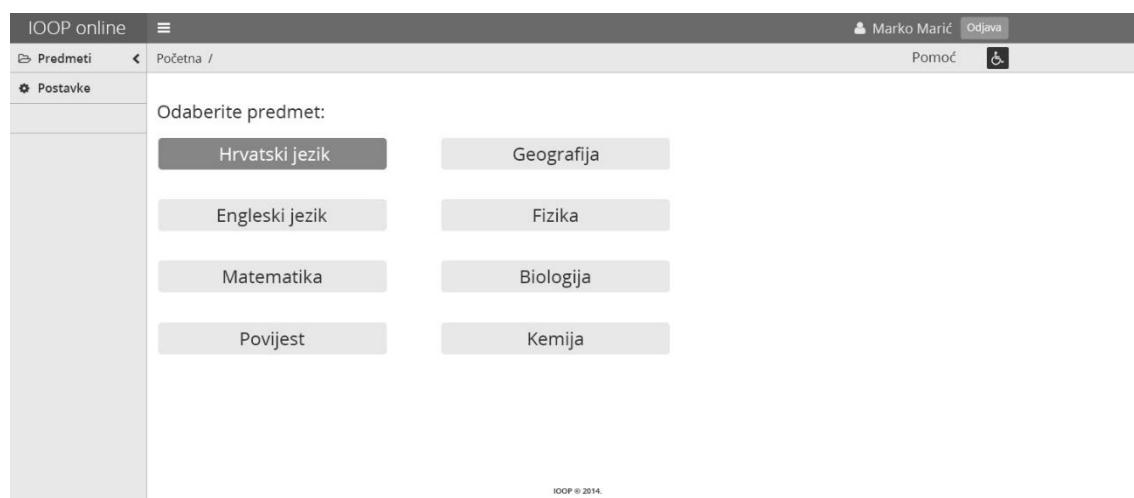 IOOP online Marko Marić Odjava
Predmeti Početna / Pomoć
Postavke
Odaberite predmet:
Hrvatski jezik Geografija
Engleski jezik Fizika
Matematika Biologija
Povijest Kemija
IOOP © 2014.